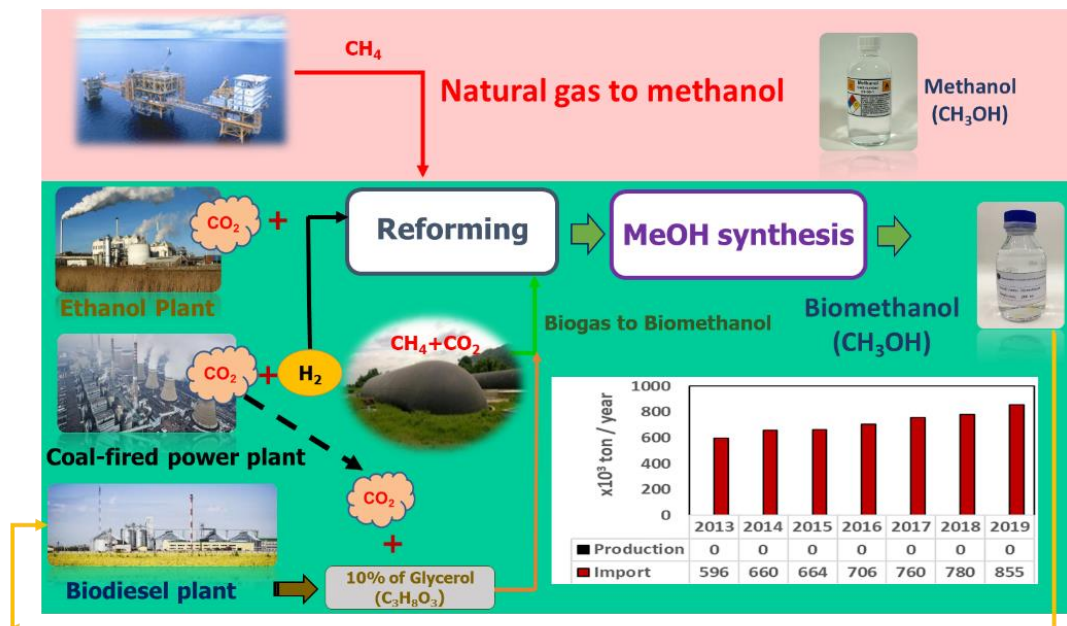 CH₄
Natural gas to methanol
Methanol
Methanol
(CH₃OH)
CO₂
+
Reforming
MeOH synthesis
Ethanol Plant
Biogas to Biomethanol
Biomethanol
(CH₃OH)
CH₄+CO₂
CO₂
+
H₂
Coal-fired power plant
CO₂
+
Biodiesel plant
10% of Glycerol
(C₃H₈O₃)
x10³ ton / year
1000
800
600
400
200
0
2013 2014 2015 2016 2017 2018 2019
Production 0 0 0 0 0 0 0
Import 596 660 664 706 760 780 855